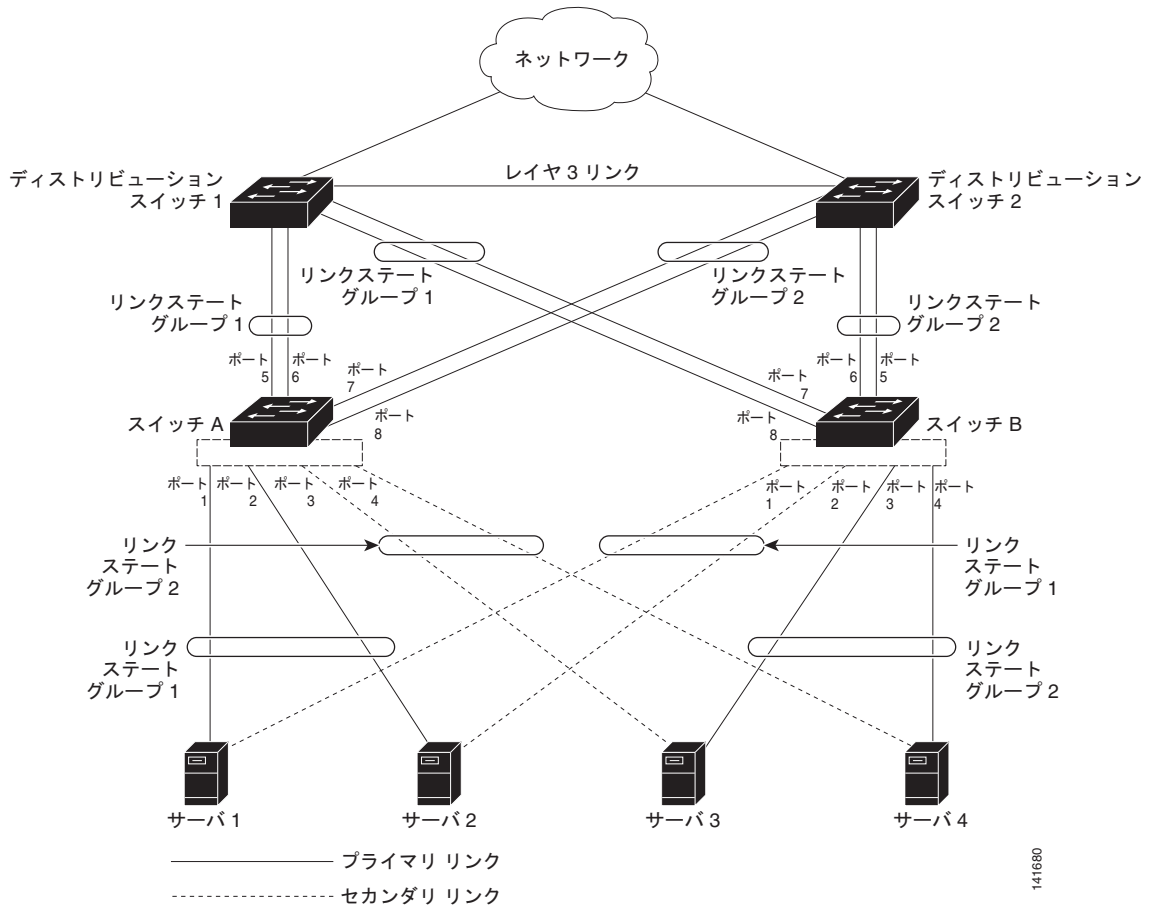 ネットワーク
レイヤ 3 リンク
ディストリビューション
スイッチ 1
ディストリビューション
スイッチ 2
リンクステート
グループ 1
リンクステート
グループ 2
リンクステート
グループ 1
リンクステート
グループ 2
ポート
5
ポート
6
ポート
7
ポート
8
ポート
7
ポート
6
ポート
5
ポート
8
スイッチ A
スイッチ B
ポート
1
ポート
2
ポート
3
ポート
4
ポート
1
ポート
2
ポート
3
ポート
4
リンク
ステート
グループ 2
リンク
ステート
グループ 1
リンク
ステート
グループ 1
リンク
ステート
グループ 2
サーバ 1
サーバ 2
サーバ 3
サーバ 4
プライマリ リンク
セカンダリ リンク
141680